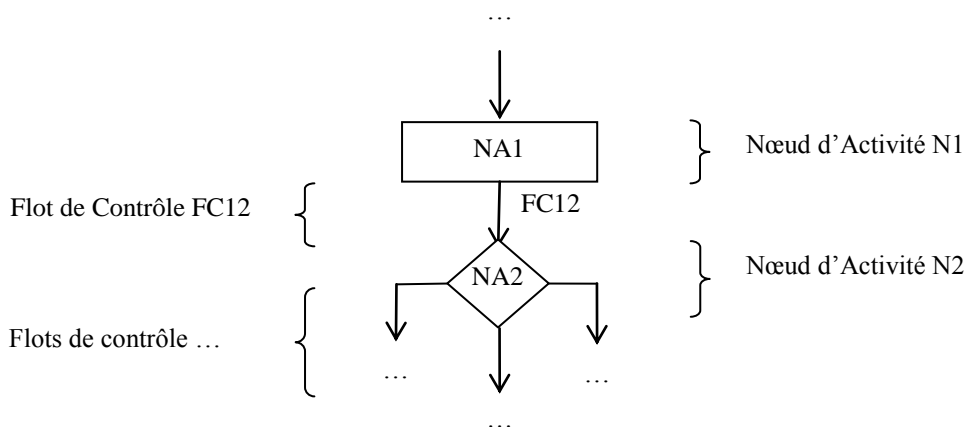 …
NA1
Nœud d’Activité N1
Flot de Contrôle FC12
FC12
NA2
Nœud d’Activité N2
Flots de contrôle …
…
…
…